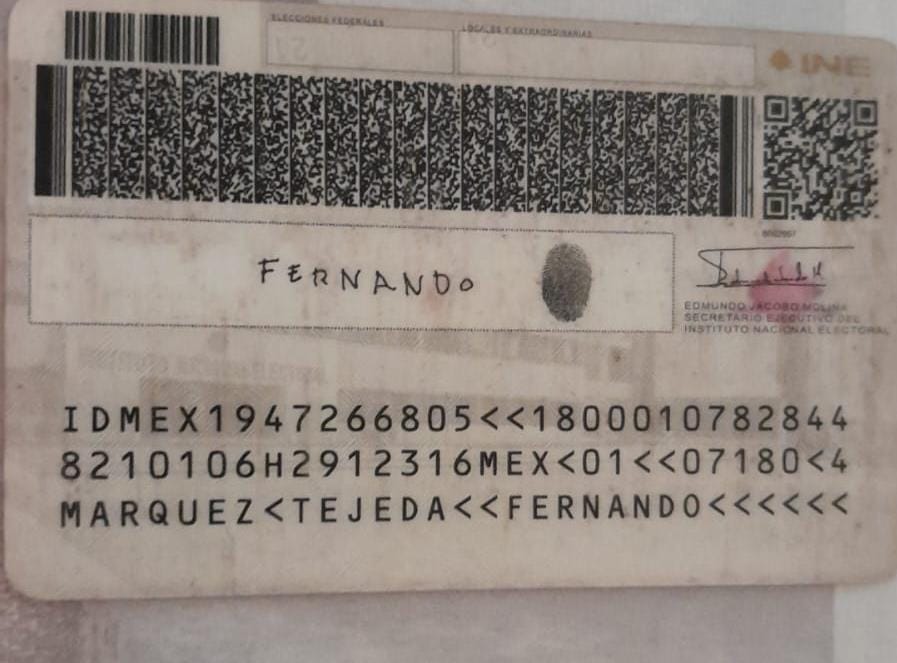 ELECCIONES FEDERALES
LOCALES Y EXTRAORDINARIAS
INE
FERNANDO
EDMUNDO JACOBO MOLINA
SECRETARIO EJECUTIVO DEL
INSTITUTO NACIONAL ELECTORAL
IDMEX1947266805<<1800010782844
8210106H2912316MEX<01<<07180<4
MARQUEZ<TEJEDA<<FERNANDO<<<<<<